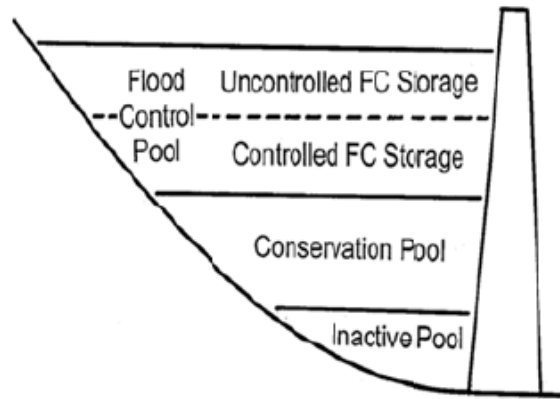 Flood Uncontrolled FC Storage
Control
Pool Controlled FC Storage
Conservation Pool
Inactive Pool